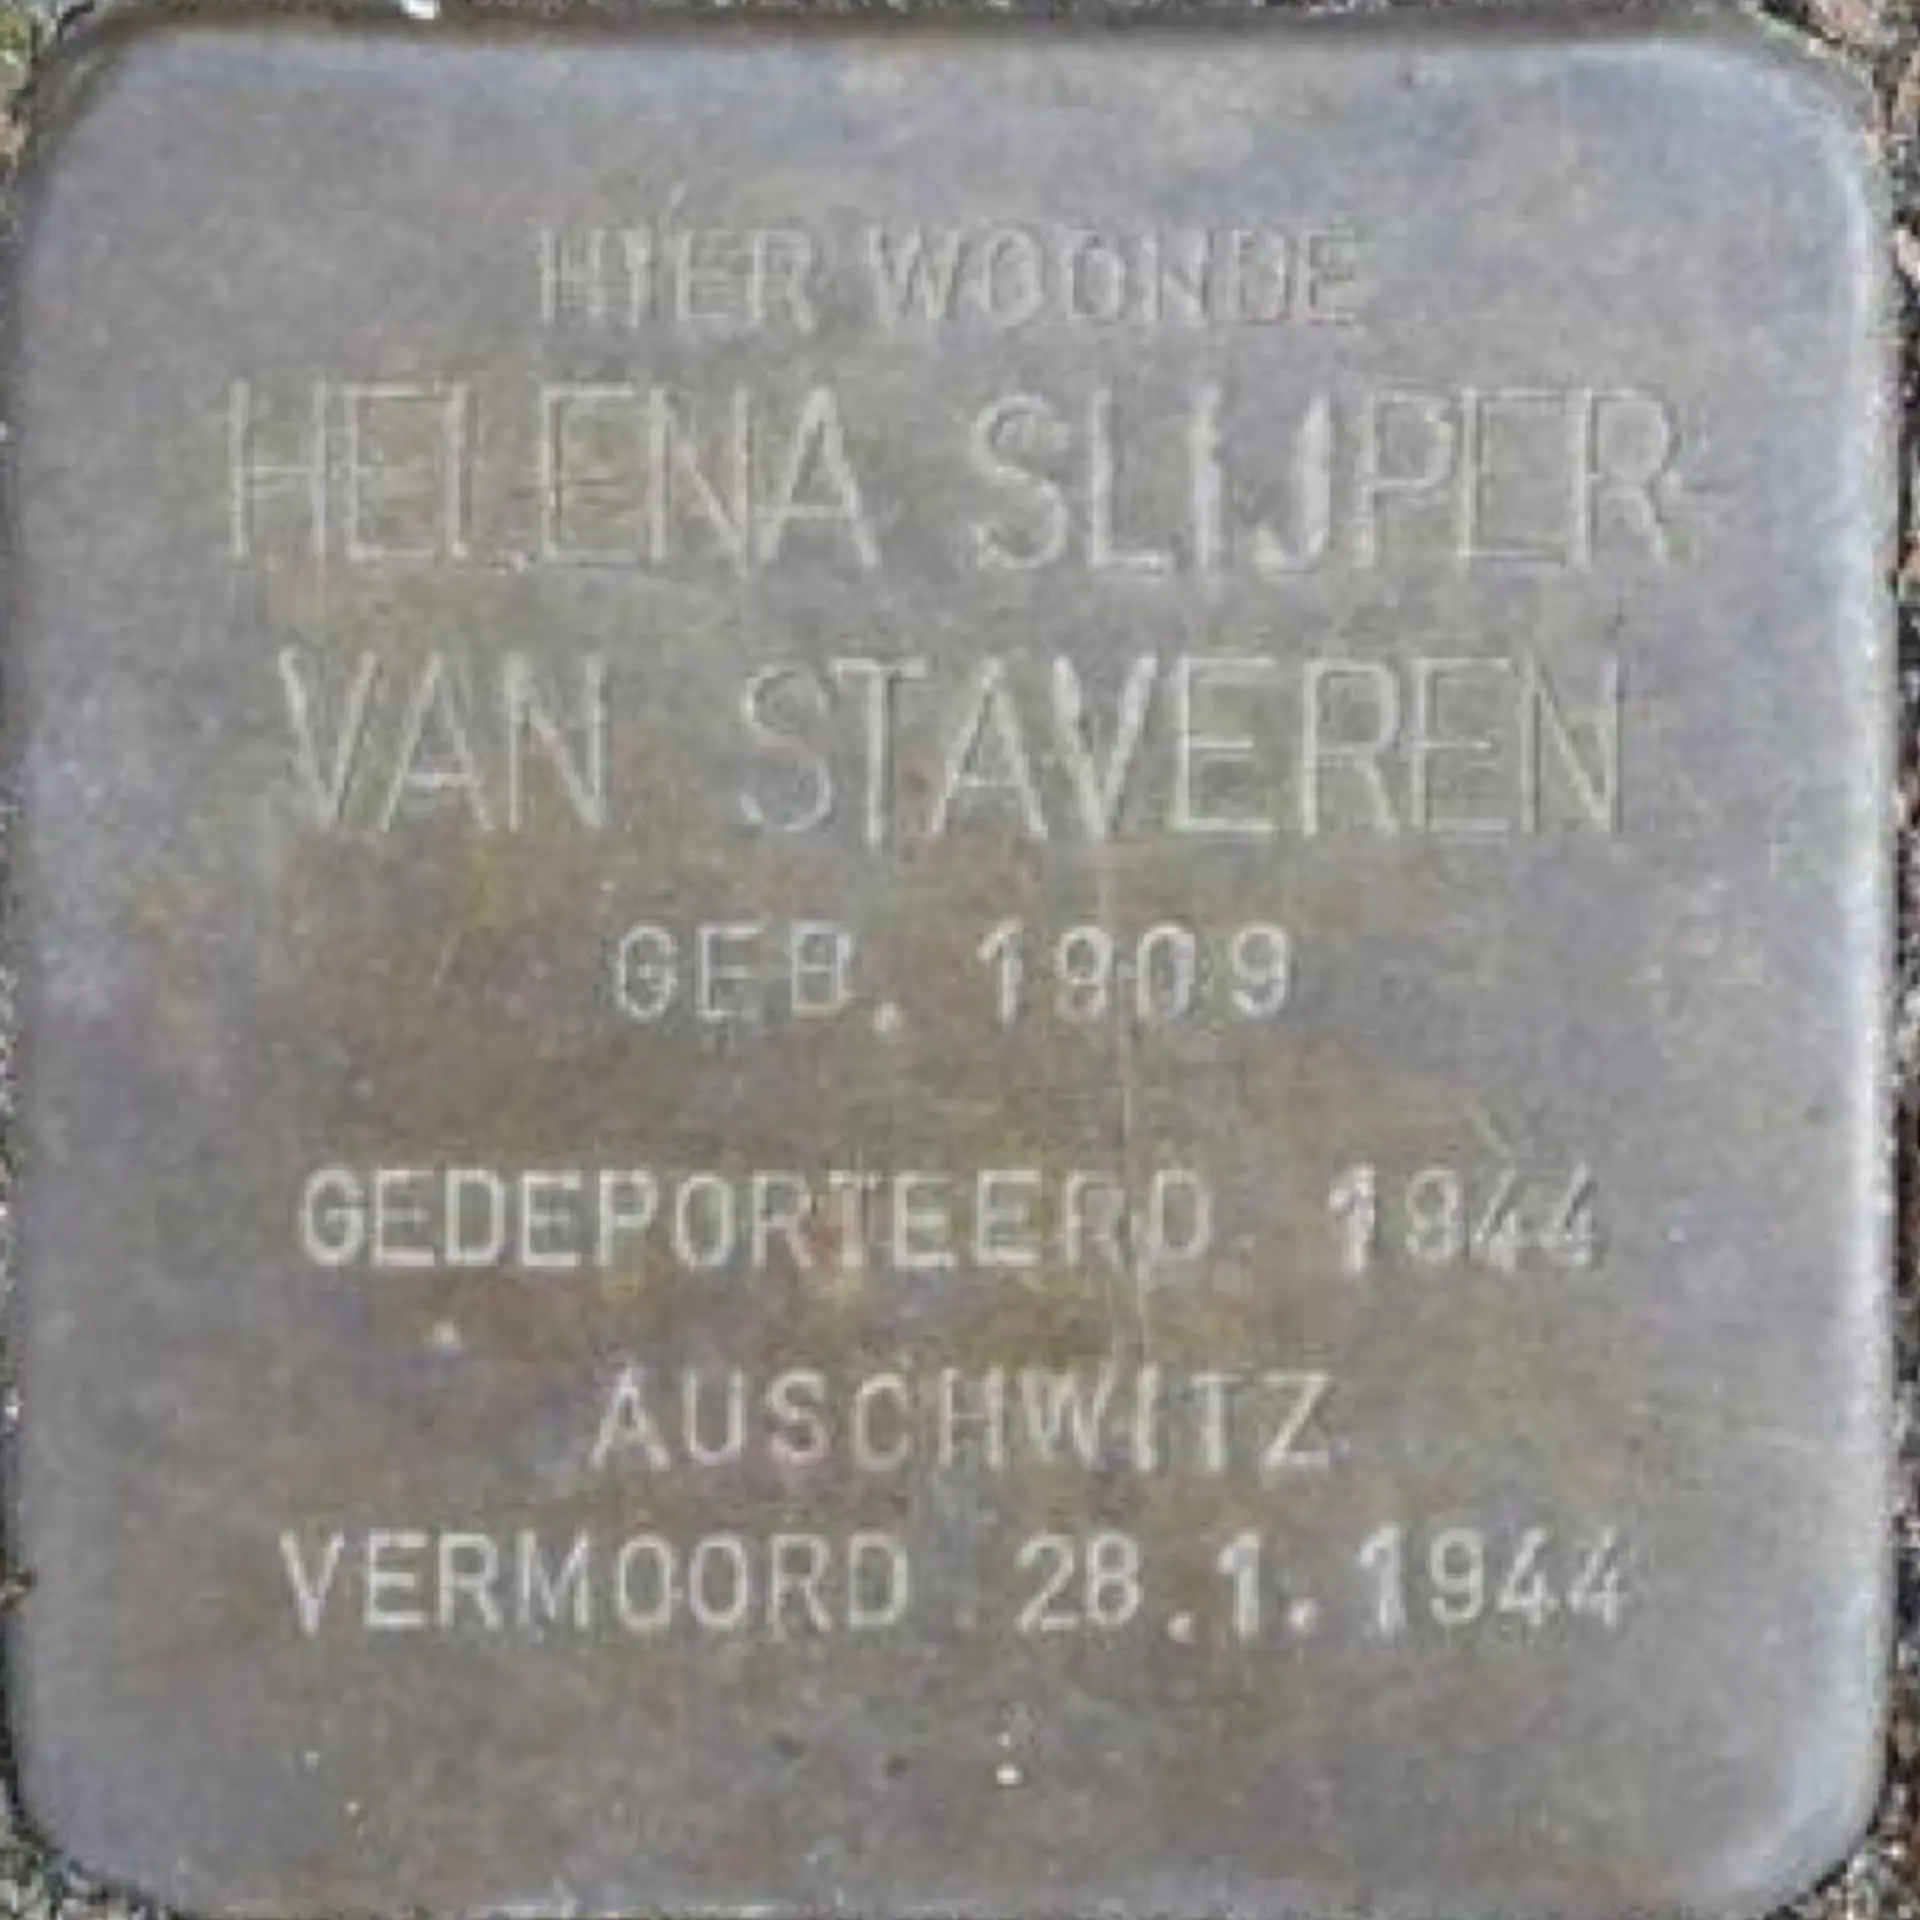 HIER WOONDE
HELENA SLIJPER-
VAN STAVEREN
GEB. 1909
GEDEPORTEERD 1944
AUSCHWITZ
VERMOORD 28.1.1944